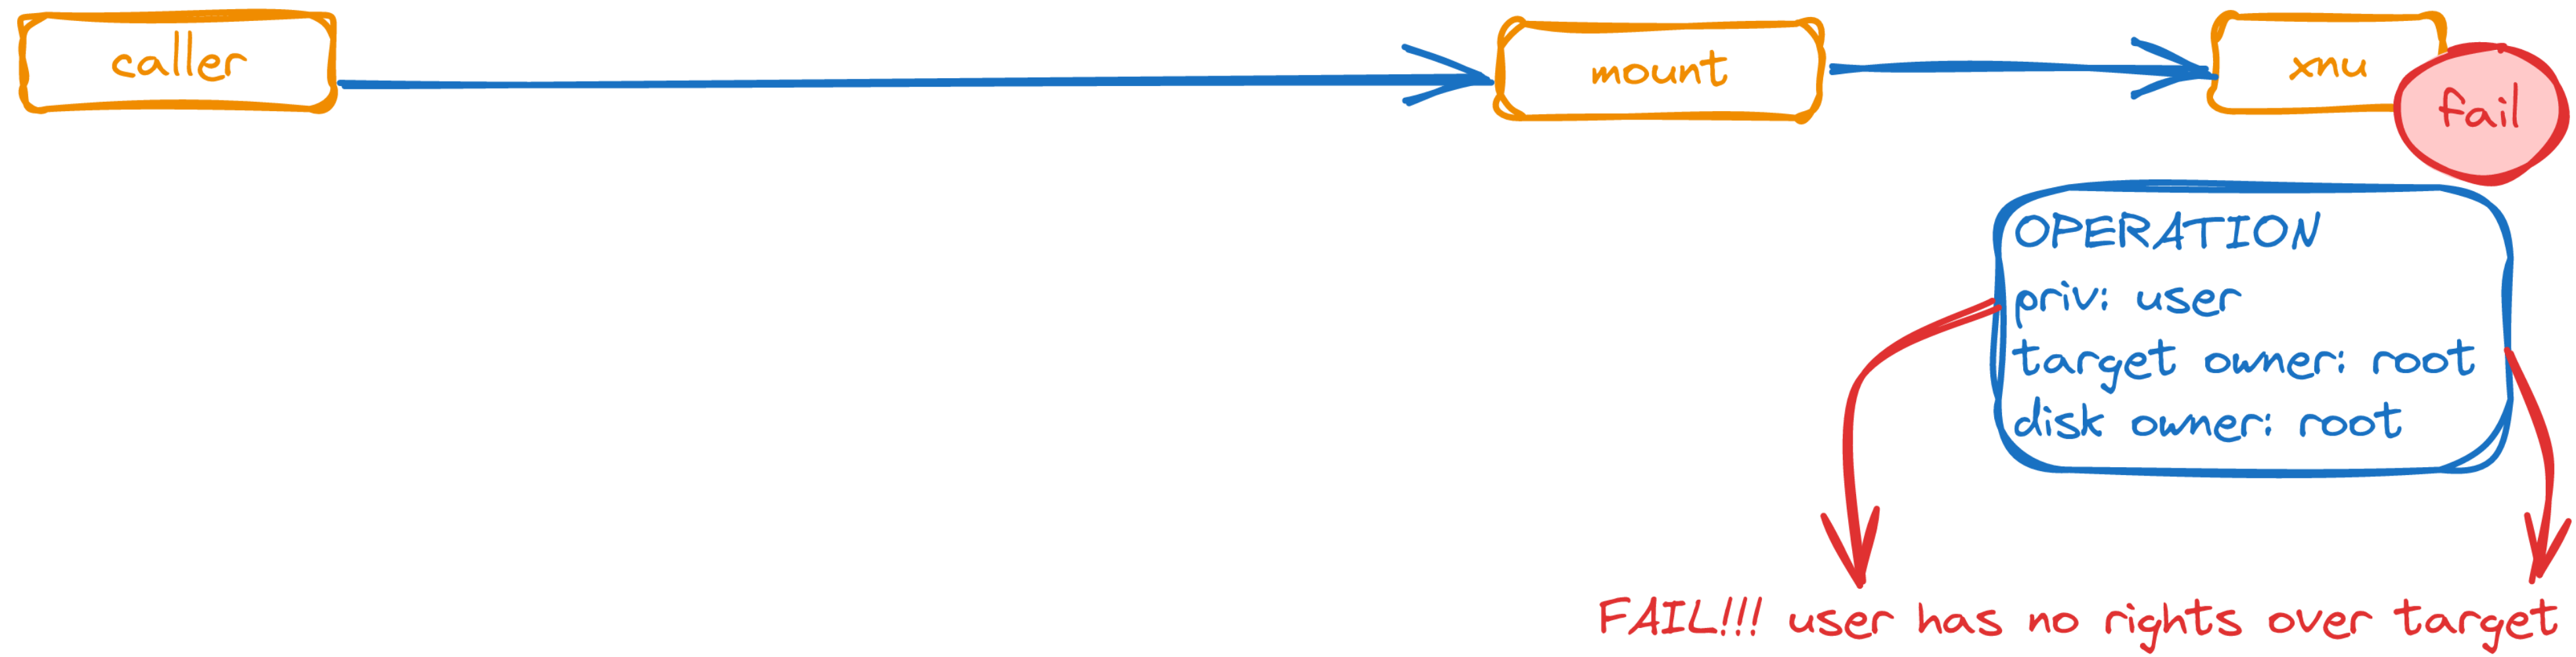 caller
mount
xnu
fail
OPERATION
priv: user
target owner: root
disk owner: root
FAIL!!! user has no rights over target